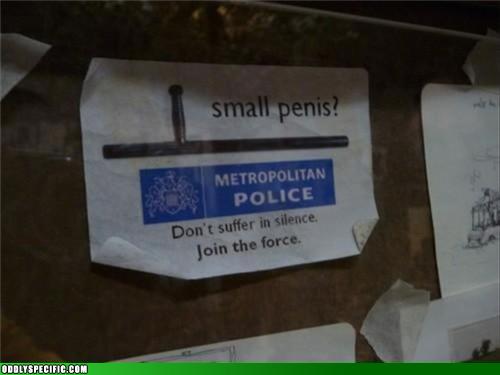 small penis?
METROPOLITAN
POLICE
Don't suffer in silence.
Join the force.
ODDLYSPECIFIC.COM